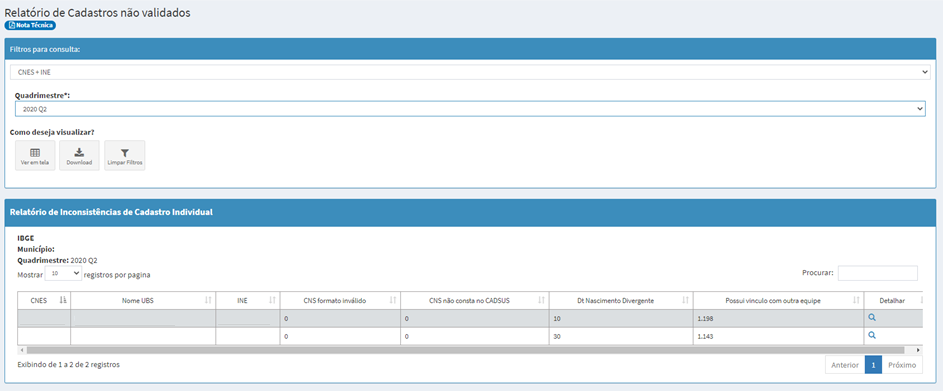 Relatório de Cadastros não validados
Nota Técnica
Filtros para consulta:
CNES + INE
Quadrimestre*:
2020 Q2
Como deseja visualizar?
Ver em tela Download Limpar Filtros
Relatório de Inconsistências de Cadastro Individual
IBGE
Município:
Quadrimestre: 2020 Q2
Mostrar 10 registros por pagina Procurar:
CNES Nome UBS INE CNS formato inválido CNS não consta no CADSUS Dt Nascimento Divergente Possui vinculo com outra equipe Detalhar
0 0 10 1.198
0 0 30 1.143
Exibindo de 1 a 2 de 2 registros Anterior 1 Próximo